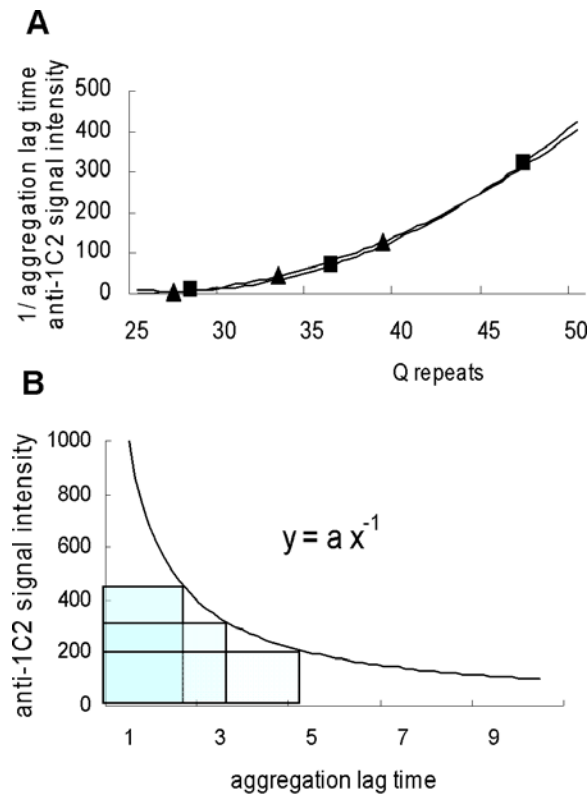 A
1/ aggregation lag time
anti-1C2 signal intensity
500
400
300
200
100
0
25 30 35 40 45 50
Q repeats
B
anti-1C2 signal intensity
1000
800
600
400
200
0
y = a x⁻¹
1 3 5 7 9
aggregation lag time